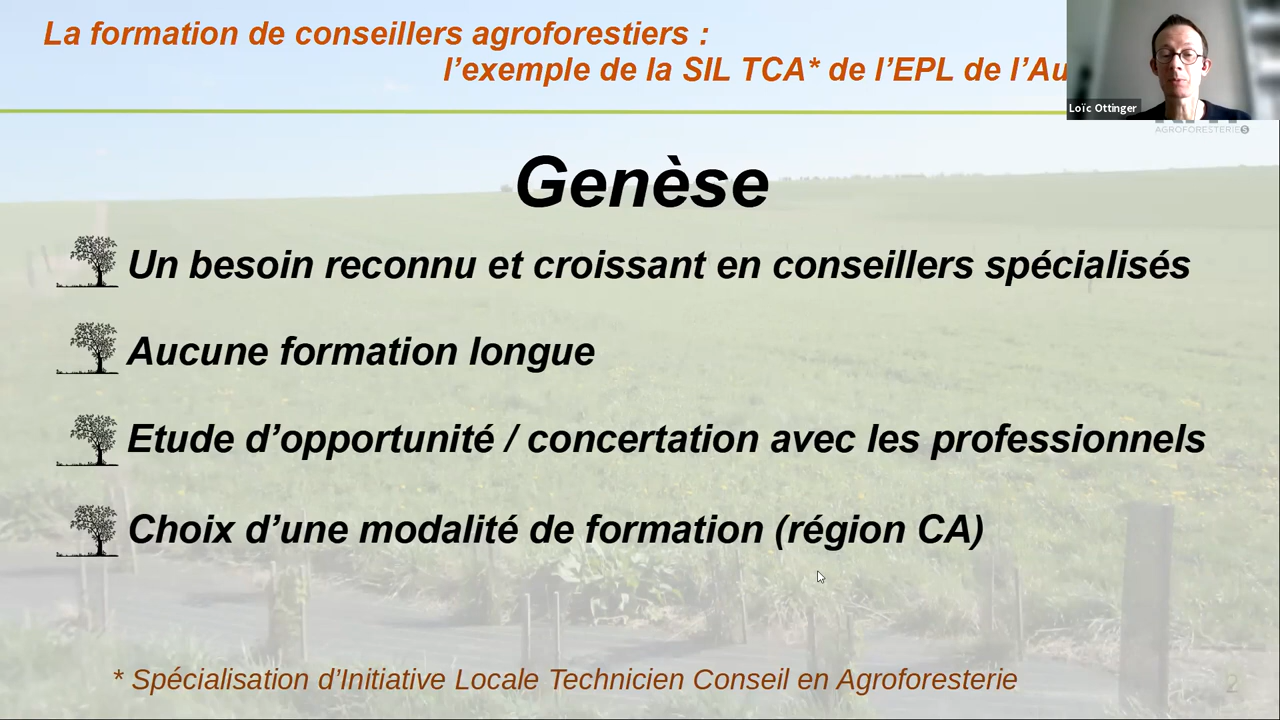 La formation de conseillers agroforestiers :
l’exemple de la SIL TCA* de l’EPL de l’Au
Loïc Ottinger
AGROFORESTERIES
Genèse
Un besoin reconnu et croissant en conseillers spécialisés
Aucune formation longue
Etude d’opportunité / concertation avec les professionnels
Choix d’une modalité de formation (région CA)
* Spécialisation d’Initiative Locale Technicien Conseil en Agroforesterie
2